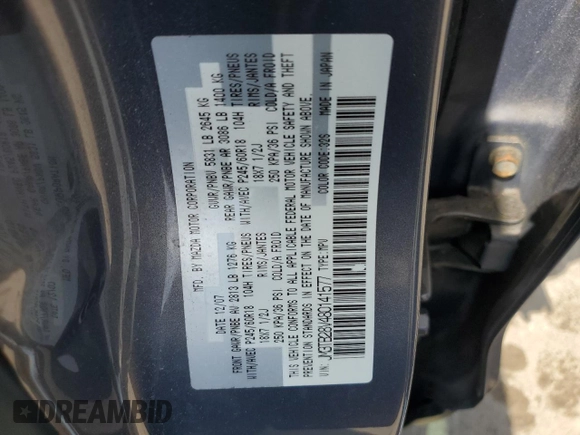 MFD. BY MAZDA MOTOR CORPORATION
DATE 12/07 GVWR/PNBV 5831 LB 2645 KG
FRONT GAWR/PNBE AV 2813 LB 1276 KG REAR GAWR/PNBE AR 3086 LB 1400 KG
WITH/AVEC P245/60R18 104H TIRES/PNEUS WITH/AVEC P245/60R18 104H TIRES/PNEUS
18X7 1/2J RIMS/JANTES 18X7 1/2J RIMS/JANTES
250 KPA/36 PSI COLD/A FROID 250 KPA/36 PSI COLD/A FROID
THIS VEHICLE CONFORMS TO ALL APPLICABLE FEDERAL MOTOR VEHICLE SAFETY AND THEFT
PREVENTION STANDARDS IN EFFECT ON THE DATE OF MANUFACTURE SHOWN ABOVE.
VIN: JM3TB28V480141577 TYPE: MPV COLOR CODE: 32S MADE IN JAPAN
DREAMBID